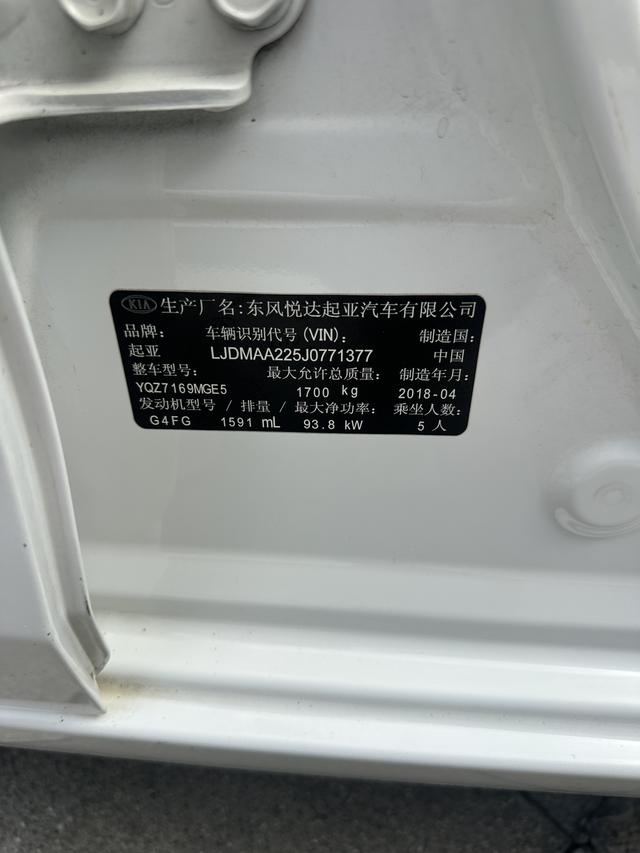 KIA 生产厂名:东风悦达起亚汽车有限公司
品牌: 车辆识别代号(VIN): 制造国:
起亚 LJDMAA225J0771377 中国
整车型号: 最大允许总质量: 制造年月:
YQZ7169MGE5 1700 kg 2018-04
发动机型号 / 排量 / 最大净功率: 乘坐人数:
G4FG 1591 mL 93.8 kW 5 人